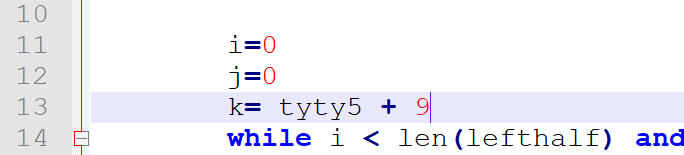 10
11 i=0
12 j=0
13 k= tyty5 + 9
14 while i < len(lefthalf) and